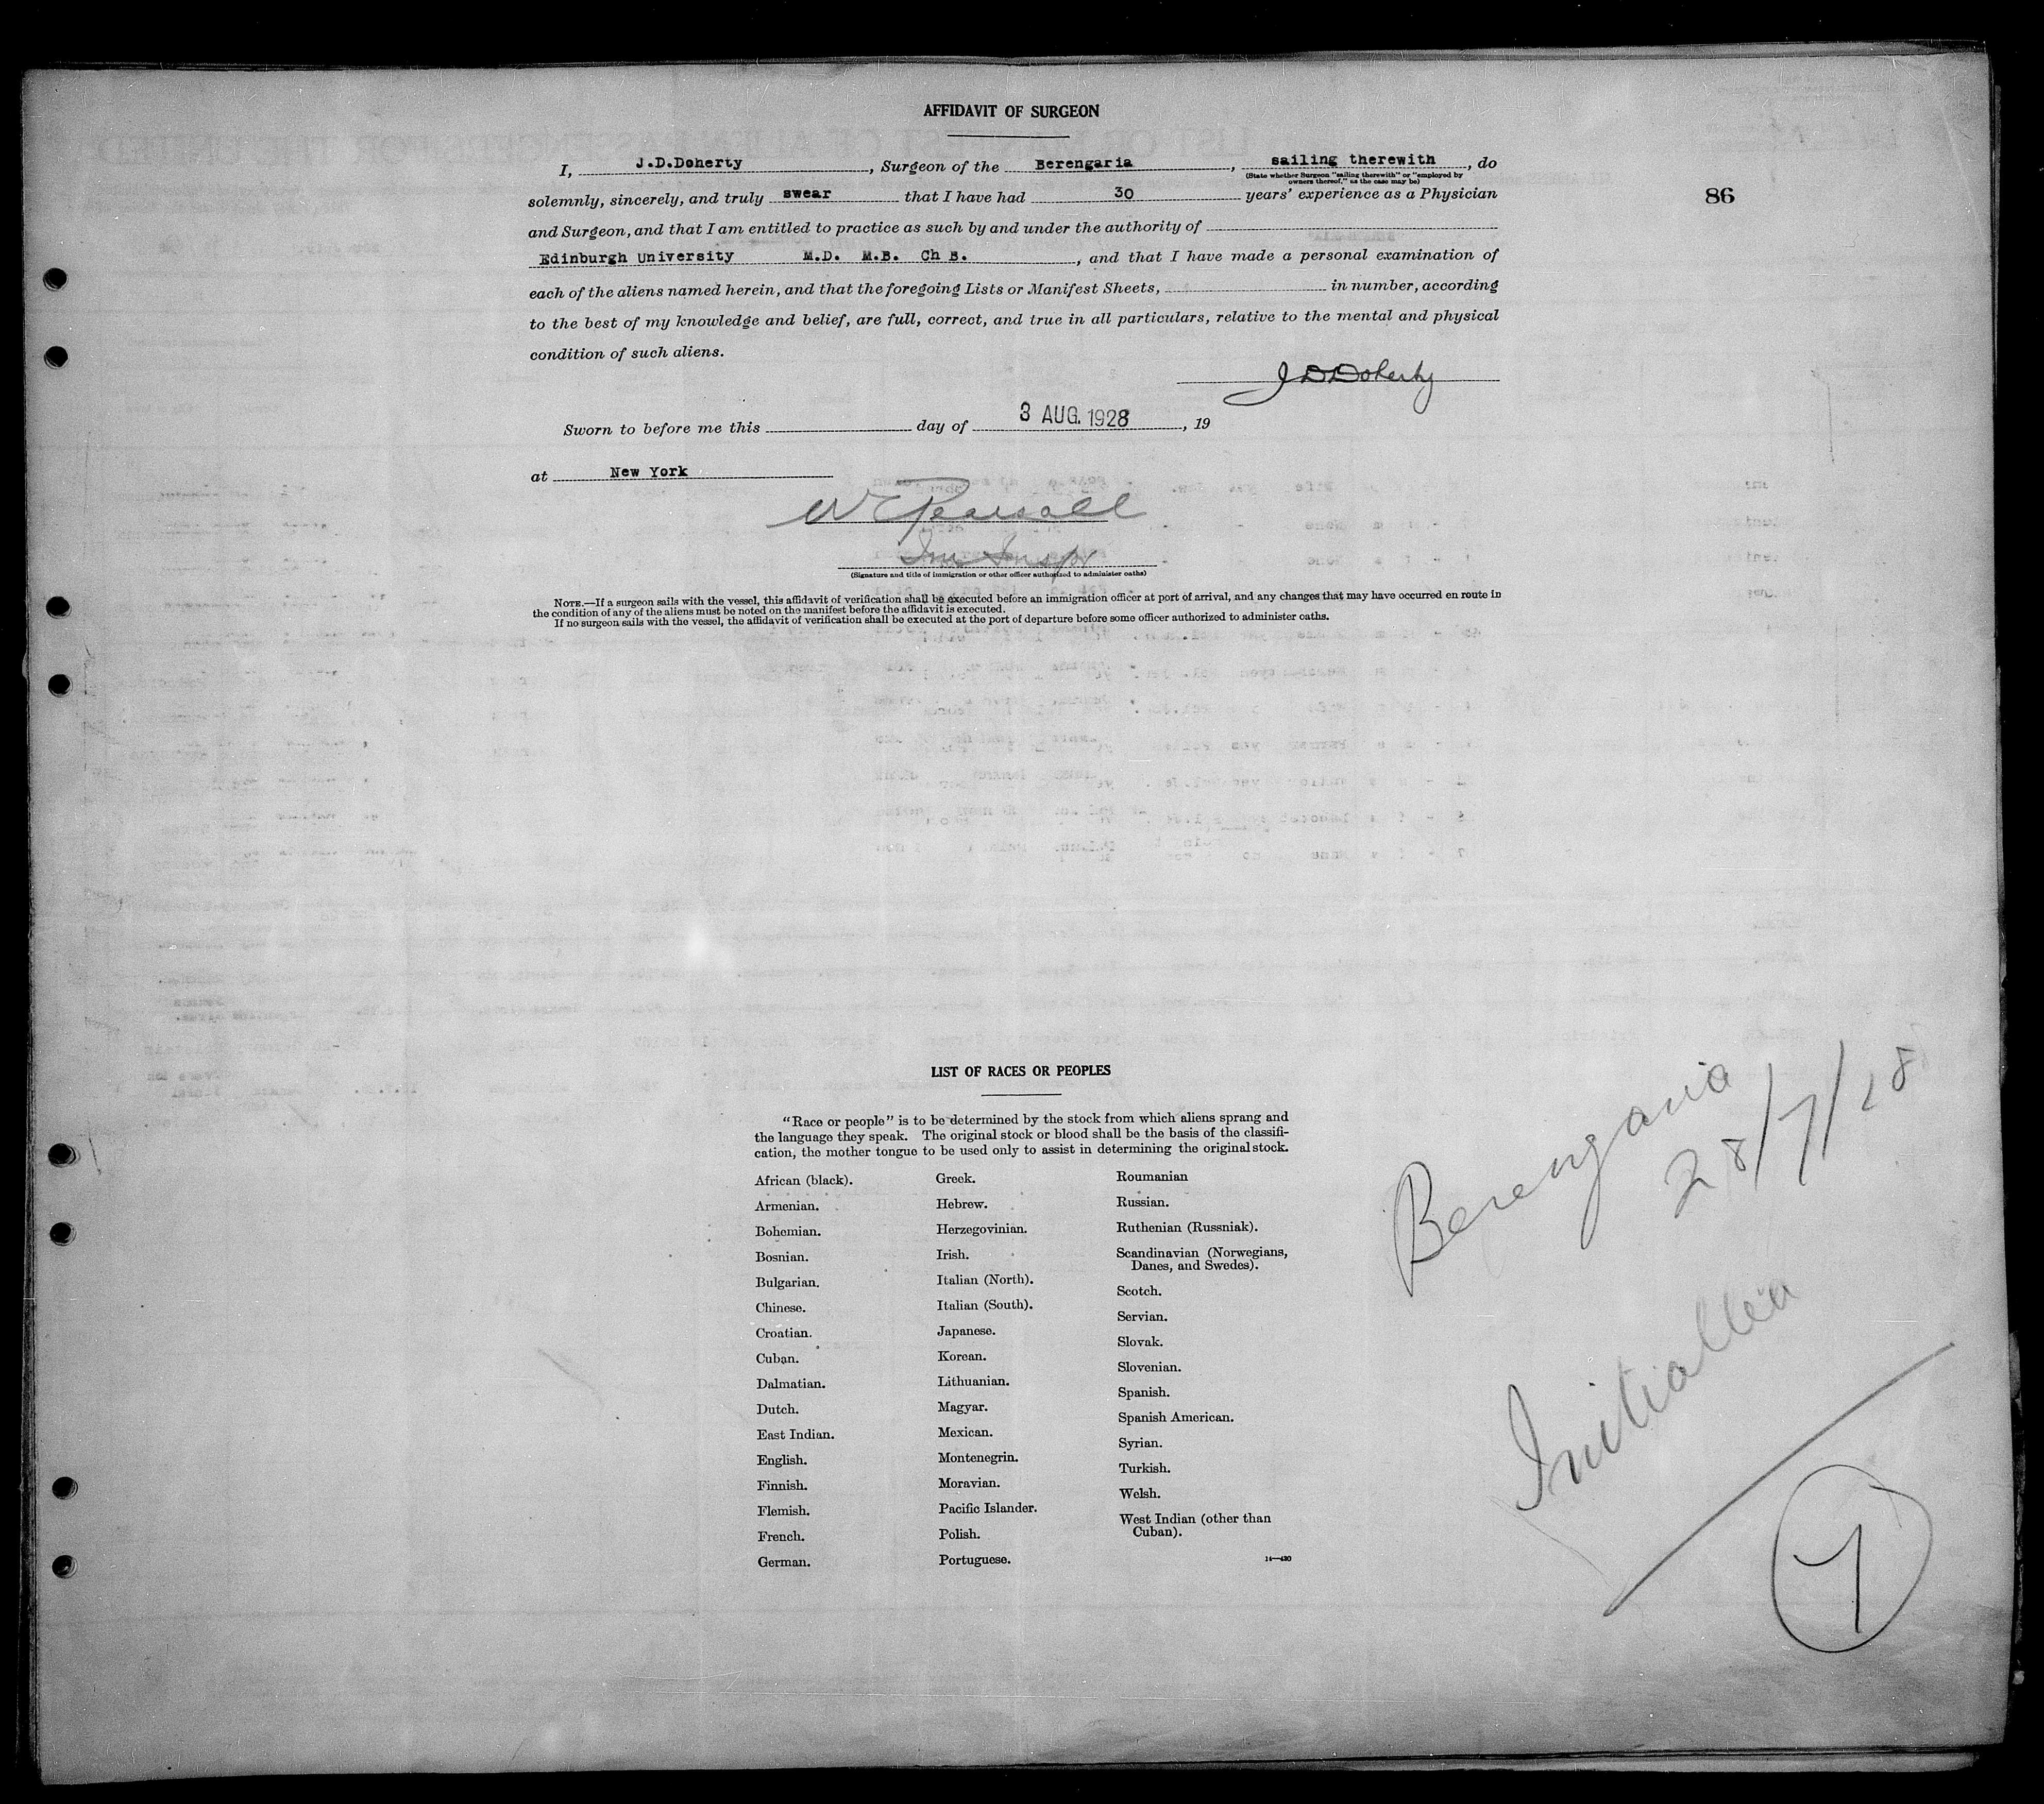 AFFIDAVIT OF SURGEON
I, J.D.Doherty, Surgeon of the Berengaria, sailing therewith, do
(State whether Surgeon "sailing therewith" or "employed by
owners thereof," as the case may be)
86
solemnly, sincerely, and truly swear that I have had 30 years' experience as a Physician
and Surgeon, and that I am entitled to practice as such by and under the authority of
Edinburgh University M.D. M.B. Ch B., and that I have made a personal examination of
each of the aliens named herein, and that the foregoing Lists or Manifest Sheets, in number, according
to the best of my knowledge and belief, are full, correct, and true in all particulars, relative to the mental and physical
condition of such aliens.
J D Doherty
Sworn to before me this day of 3 AUG. 1928, 19
at New York
W E Pearsall
Imm Inspr
(Signature and title of immigration or other officer authorized to administer oaths)
NOTE.—If a surgeon sails with the vessel, this affidavit of verification shall be executed before an immigration officer at port of arrival, and any changes that may have occurred en route in
the condition of any of the aliens must be noted on the manifest before the affidavit is executed.
If no surgeon sails with the vessel, the affidavit of verification shall be executed at the port of departure before some officer authorized to administer oaths.
LIST OF RACES OR PEOPLES
"Race or people" is to be determined by the stock from which aliens sprang and
the language they speak. The original stock or blood shall be the basis of the classifi-
cation, the mother tongue to be used only to assist in determining the original stock.
African (black).
Armenian.
Bohemian.
Bosnian.
Bulgarian.
Chinese.
Croatian.
Cuban.
Dalmatian.
Dutch.
East Indian.
English.
Finnish.
Flemish.
French.
German.
Greek.
Hebrew.
Herzegovinian.
Irish.
Italian (North).
Italian (South).
Japanese.
Korean.
Lithuanian.
Magyar.
Mexican.
Montenegrin.
Moravian.
Pacific Islander.
Polish.
Portuguese.
Roumanian
Russian.
Ruthenian (Russniak).
Scandinavian (Norwegians,
Danes, and Swedes).
Scotch.
Servian.
Slovak.
Slovenian.
Spanish.
Spanish American.
Syrian.
Turkish.
Welsh.
West Indian (other than
Cuban).
14—430
Berengaria
28/7/28
Initialled
7